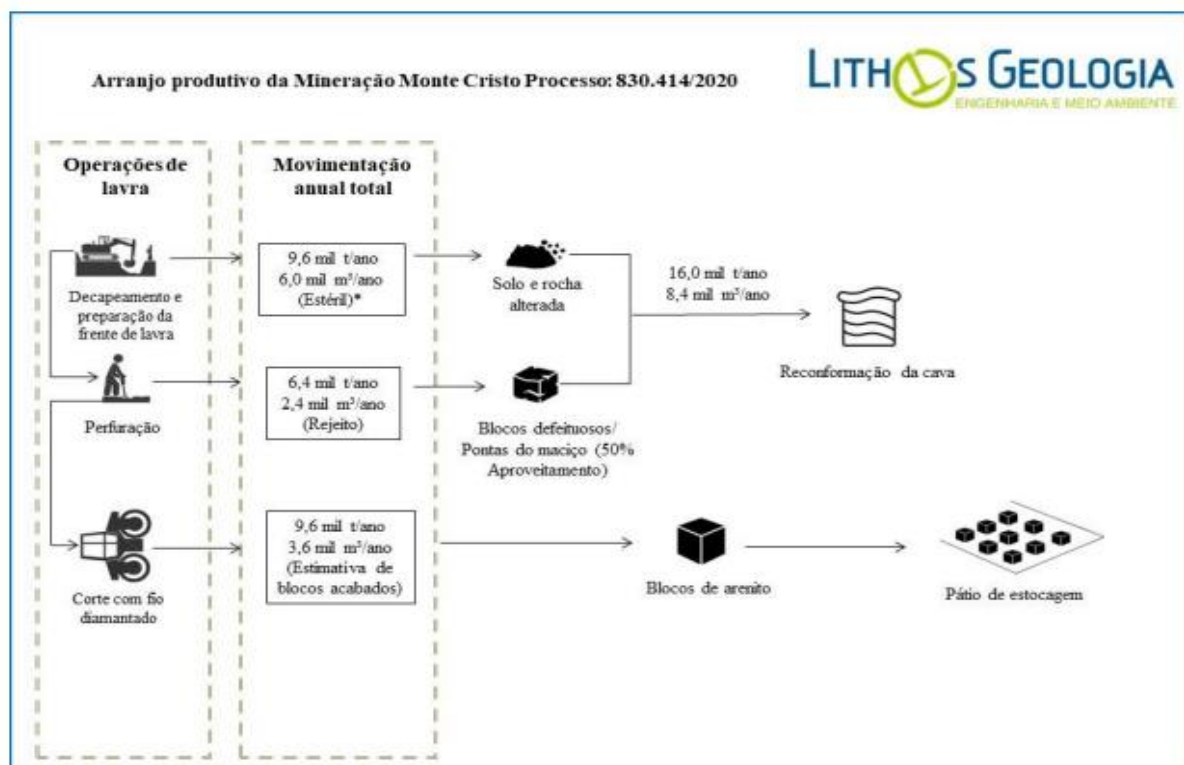 Arranjo produtivo da Mineração Monte Cristo Processo: 830.414/2020
LITHOS GEOLOGIA
ENGENHARIA E MEIO AMBIENTE
Operações de
lavra
Movimentação
anual total
9,6 mil t/ano
6,0 mil m³/ano
(Estéril)*
Decapeamento e
preparação da
frente de lavra
Solo e rocha
alterada
16,0 mil t/ano
8,4 mil m³/ano
Reconformação da cava
Perfuração
6,4 mil t/ano
2,4 mil m³/ano
(Rejeito)
Blocos defeituosos/
Pontas do maciço (50%
Aproveitamento)
Corte com fio
diamantado
9,6 mil t/ano
3,6 mil m³/ano
(Estimativa de
blocos acabados)
Blocos de arenito
Pátio de estocagem